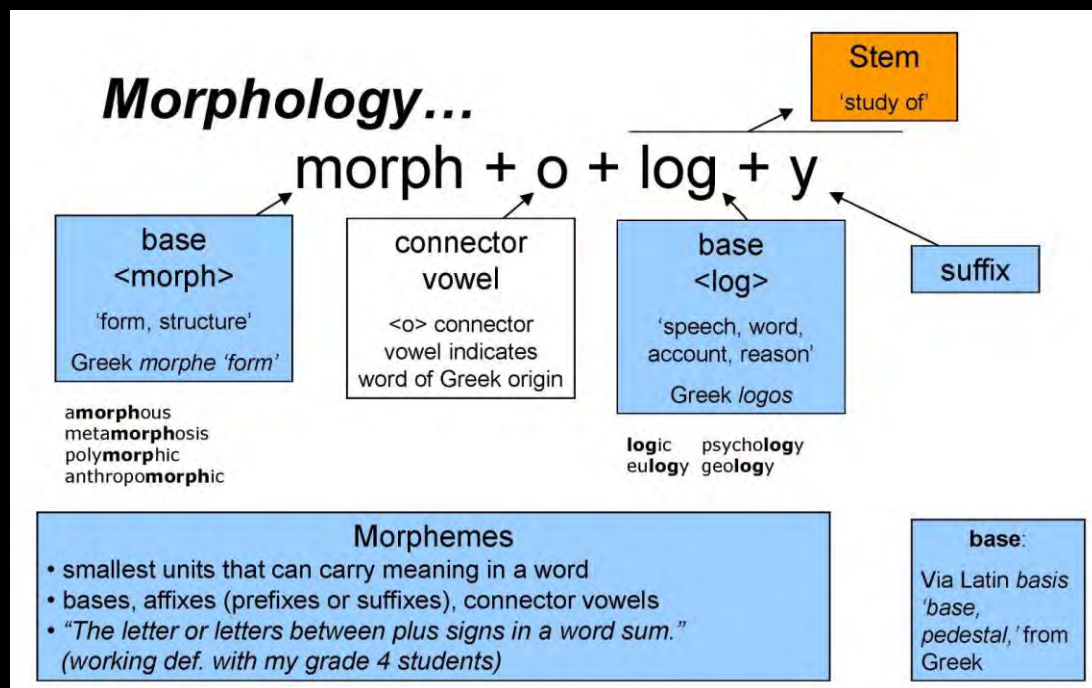 Morphology…
Stem
‘study of’
morph + o + log + y
base
<morph>
‘form, structure’
Greek morphe ‘form’
connector
vowel
<o> connector
vowel indicates
word of Greek origin
base
<log>
‘speech, word,
account, reason’
Greek logos
suffix
amorphous
metamorphosis
polymorphic
anthropomorphic
logic psychology
eulogy geology
Morphemes
• smallest units that can carry meaning in a word
• bases, affixes (prefixes or suffixes), connector vowels
• “The letter or letters between plus signs in a word sum.”
(working def. with my grade 4 students)
base:
Via Latin basis
‘base,
pedestal,’ from
Greek